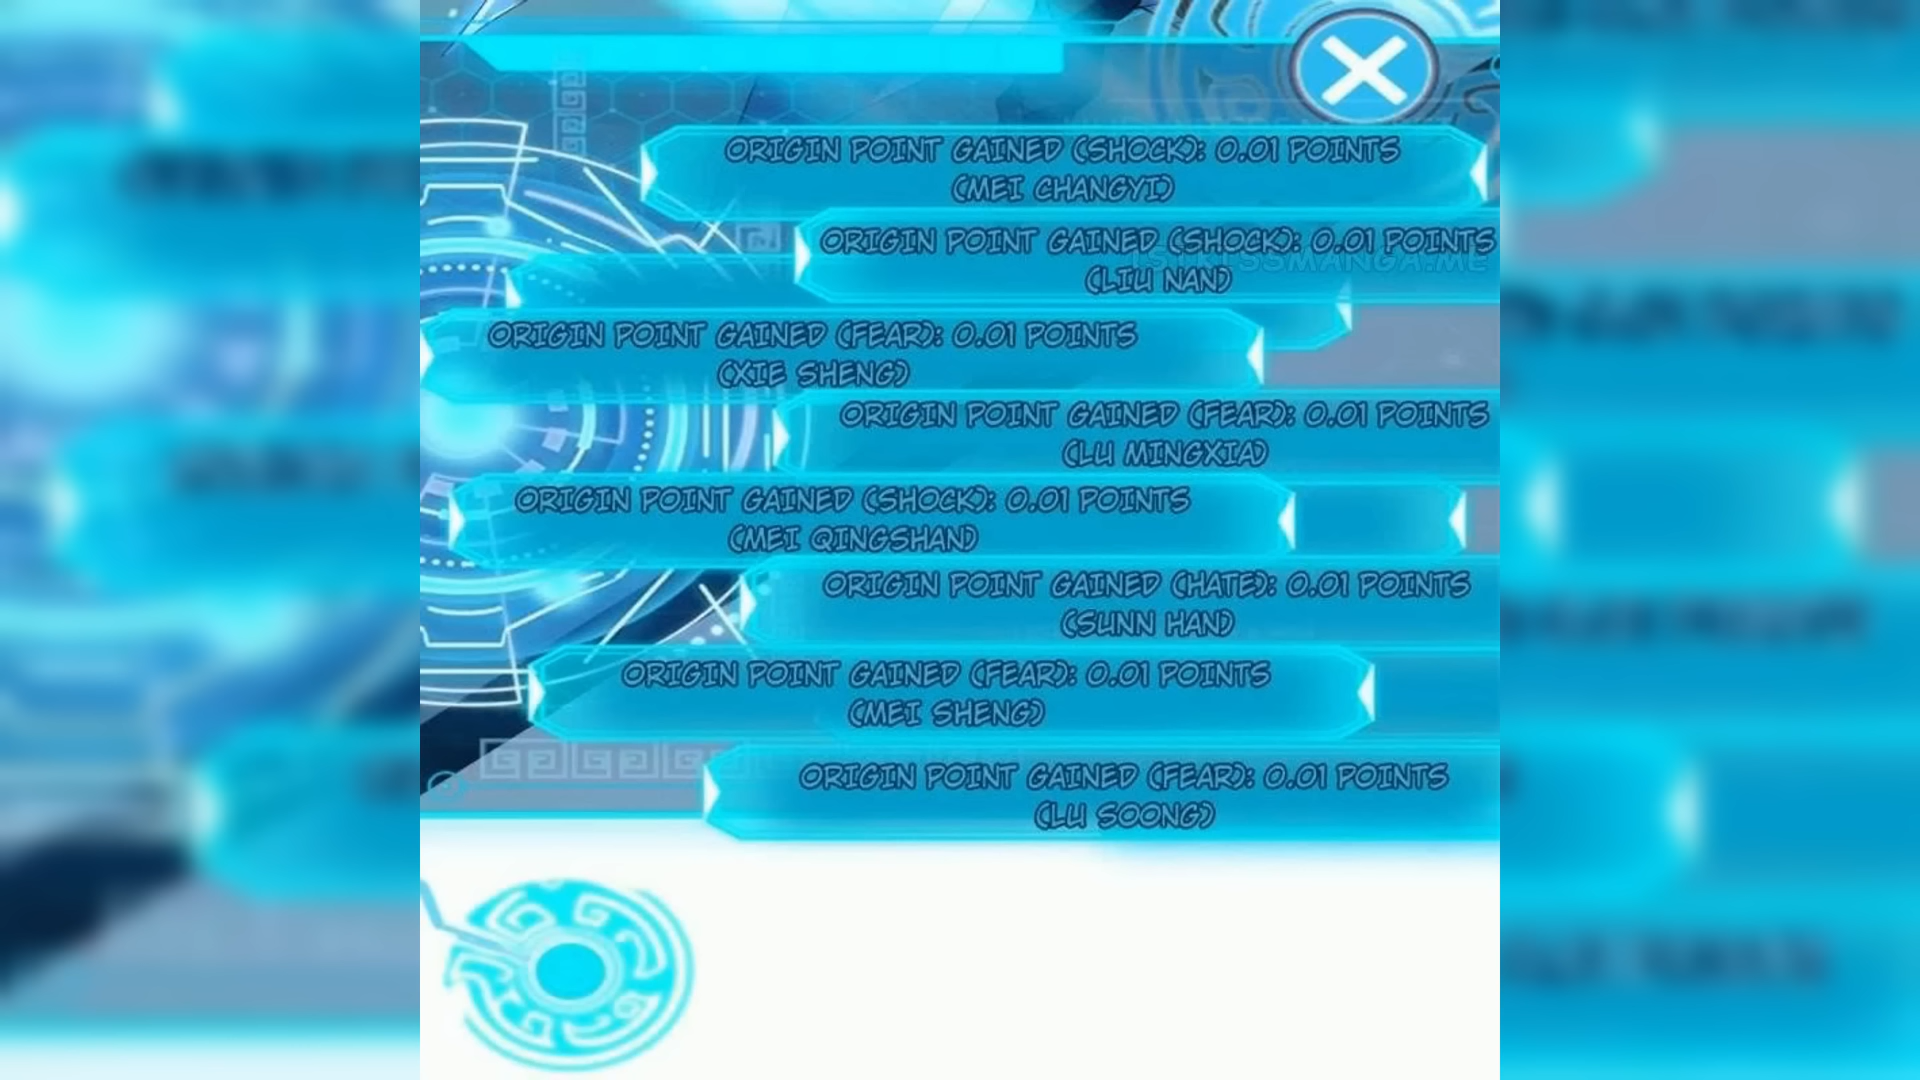 ORIGIN POINT GAINED (SHOCK): 0.01 POINTS
(MEI CHANGYI)
ORIGIN POINT GAINED (SHOCK): 0.01 POINTS
(LIU NAN)
1STKISSMANGA.ME
ORIGIN POINT GAINED (FEAR): 0.01 POINTS
(XIE SHENG)
ORIGIN POINT GAINED (FEAR): 0.01 POINTS
(LU MINGXIA)
ORIGIN POINT GAINED (SHOCK): 0.01 POINTS
(MEI QINGSHAN)
ORIGIN POINT GAINED (HATE): 0.01 POINTS
(SUNN HAN)
ORIGIN POINT GAINED (FEAR): 0.01 POINTS
(MEI SHENG)
ORIGIN POINT GAINED (FEAR): 0.01 POINTS
(LU SOONG)